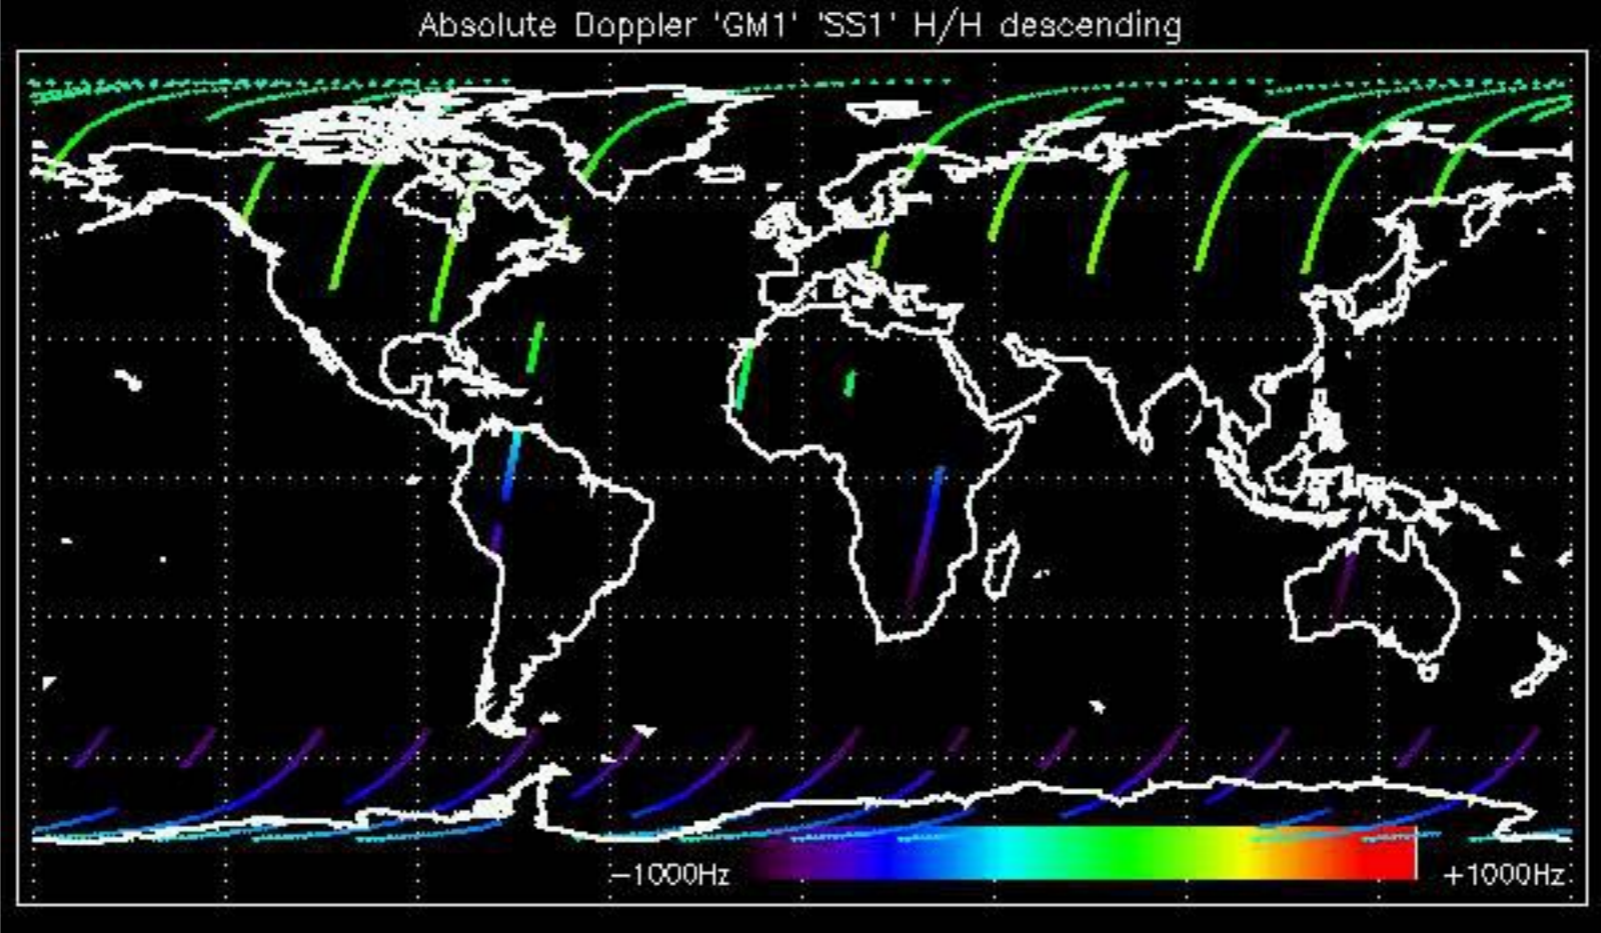 Absolute Doppler 'GM1' 'SS1' H/H descending
−1000Hz +1000Hz